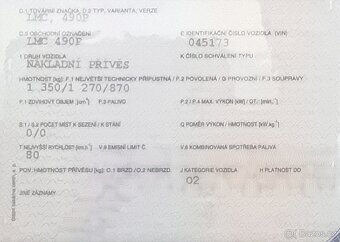 D.1 TOVÁRNÍ ZNAČKA, D.2 TYP, VARIANTA, VERZE
LMC, 490P
D.3 OBCHODNÍ OZNAČENÍ
LMC 490P
E IDENTIFIKAČNÍ ČÍSLO VOZIDLA (VIN)
045173
1 DRUH VOZIDLA
NÁKLADNÍ PŘÍVĚS
K ČÍSLO SCHVÁLENÍ TYPU
HMOTNOST (kg) / F.1 NEJVĚTŠÍ TECHNICKY PŘÍPUSTNÁ / F.2 POVOLENÁ / G PROVOZNÍ / F.3 SOUPRAVY
1 350/1 270/870
P.1 ZDVIHOVÝ OBJEM [cm³]
P.3 PALIVO
P.2 / P.4 MAX. VÝKON [kW] / OT. [min.-1]
S.1 / S.2 POČET MÍST K SEZENÍ / K STÁNÍ
0/0
Q POMĚR VÝKON / HMOTNOST [kW/kg]
T NEJVYŠŠÍ RYCHLOST [km.h-1]
80
V.9 EMISNÍ LIMIT Č.
V.8 KOMBINOVANÁ SPOTŘEBA PALIVA
POV. HMOTNOST PŘÍVĚSU [kg] O.1 BRZD. / O.2 NEBRZD.
J KATEGORIE VOZIDLA
O2
H PLATNOST DO
JINÉ ZÁZNAMY